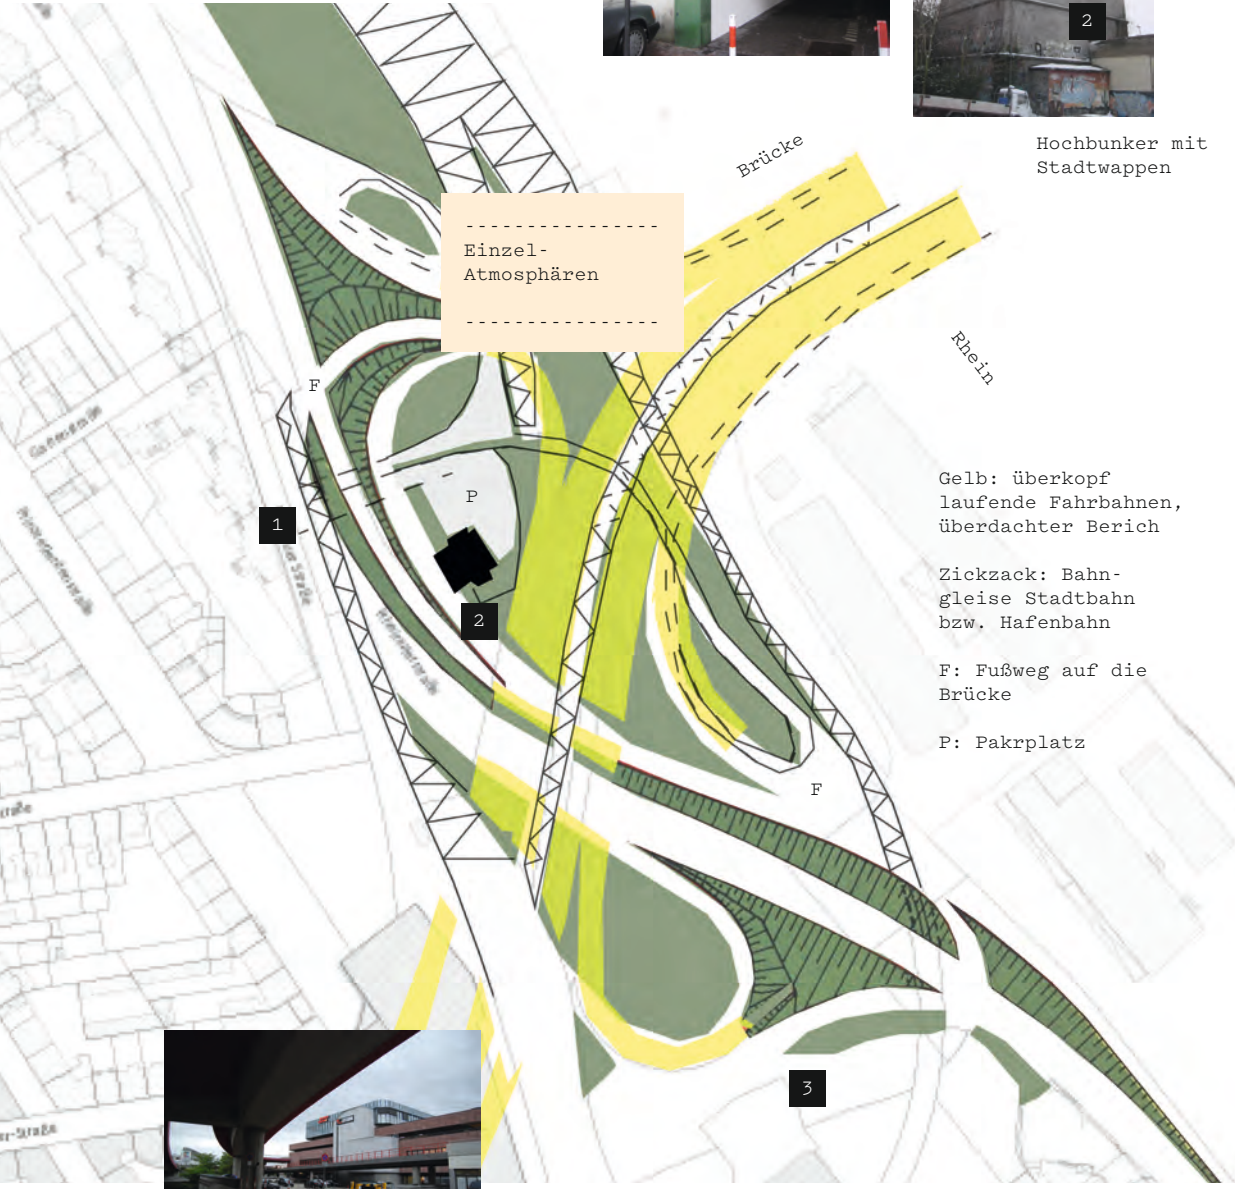 2
Hochbunker mit
Stadtwappen
Brücke
----------------
Einzel-
Atmosphären
----------------
Rhein
F
P
1
2
Gelb: überkopf
laufende Fahrbahnen,
überdachter Berich
Zickzack: Bahn-
gleise Stadtbahn
bzw. Hafenbahn
F: Fußweg auf die
Brücke
P: Pakrplatz
F
3